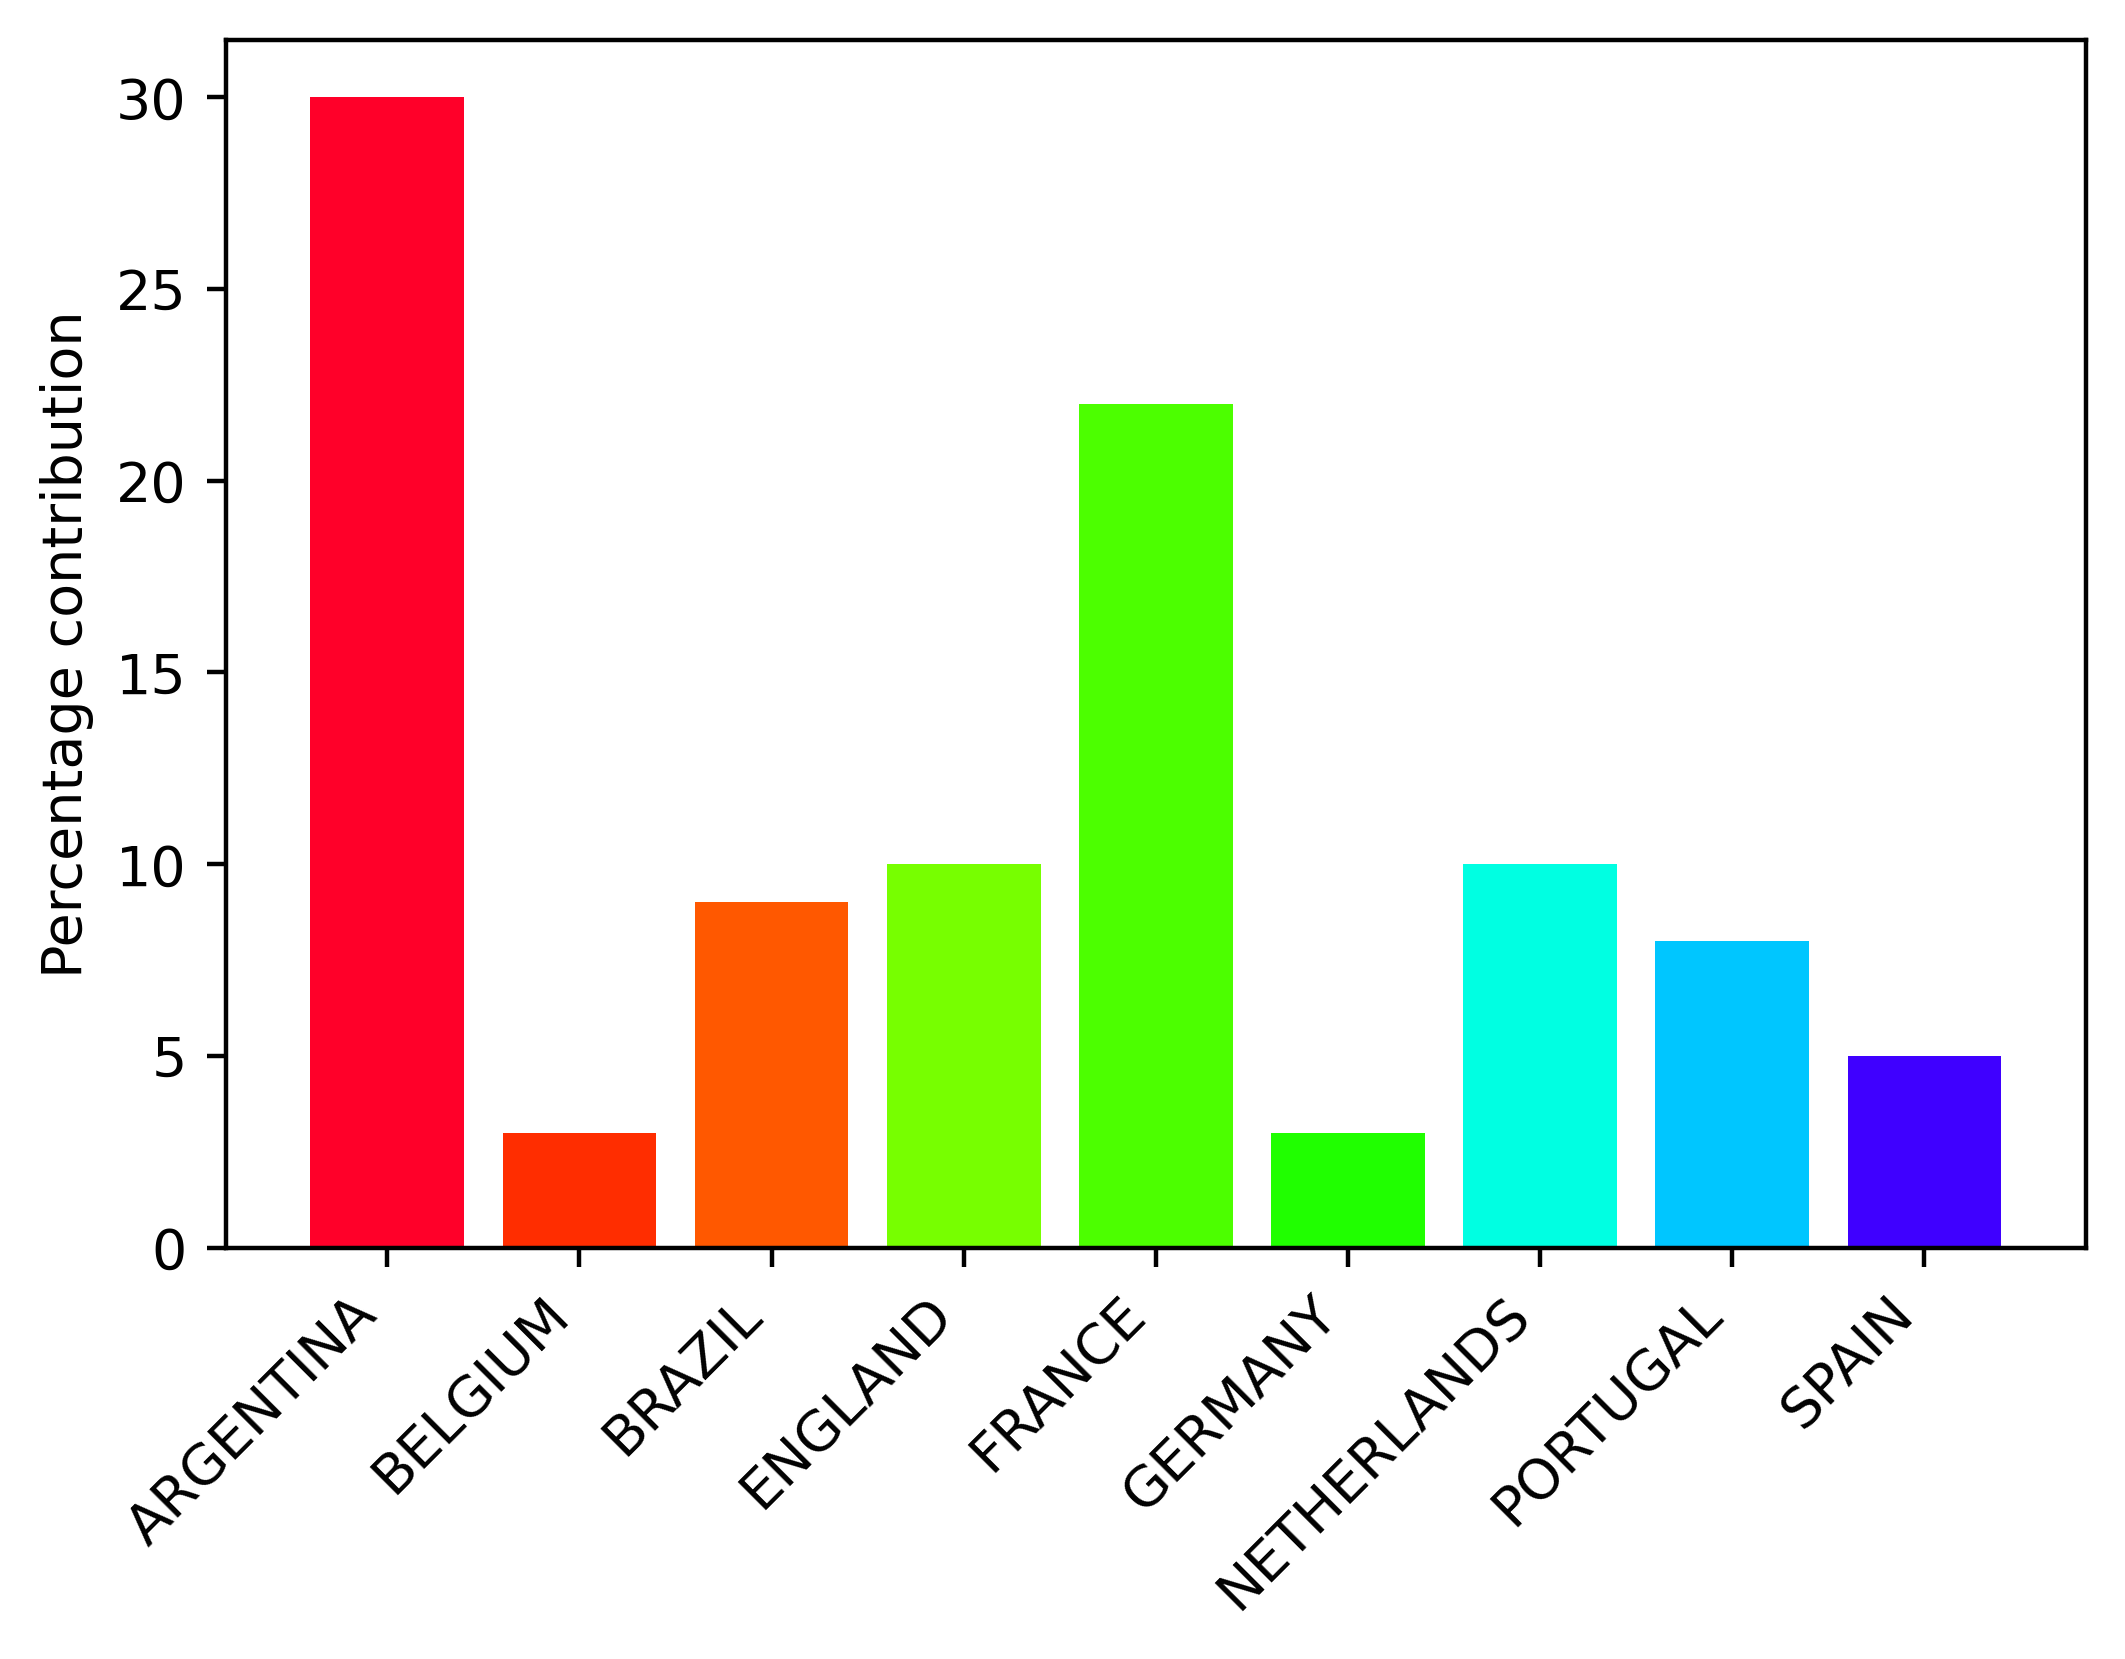 Percentage contribution
30
25
20
15
10
5
0
ARGENTINA
BELGIUM
BRAZIL
ENGLAND
FRANCE
GERMANY
NETHERLANDS
PORTUGAL
SPAIN